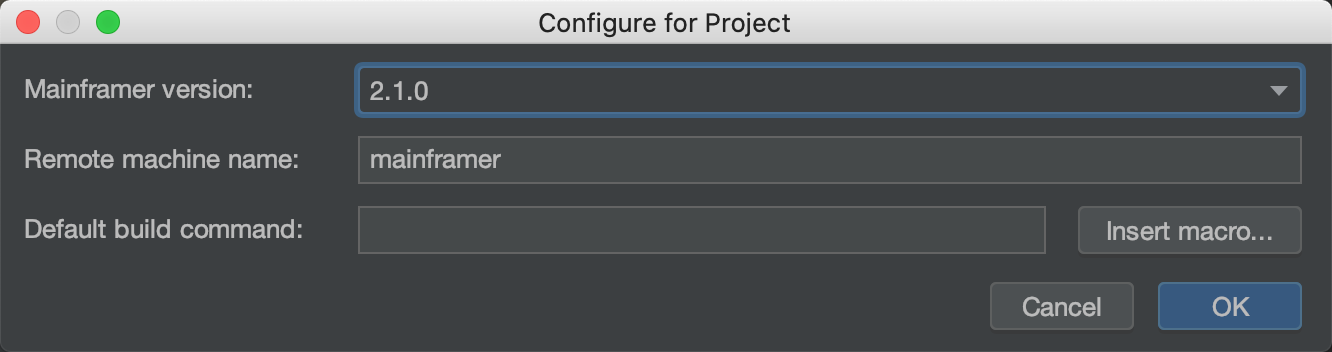 Configure for Project
Mainframer version: 2.1.0
Remote machine name: mainframer
Default build command: Insert macro...
Cancel OK